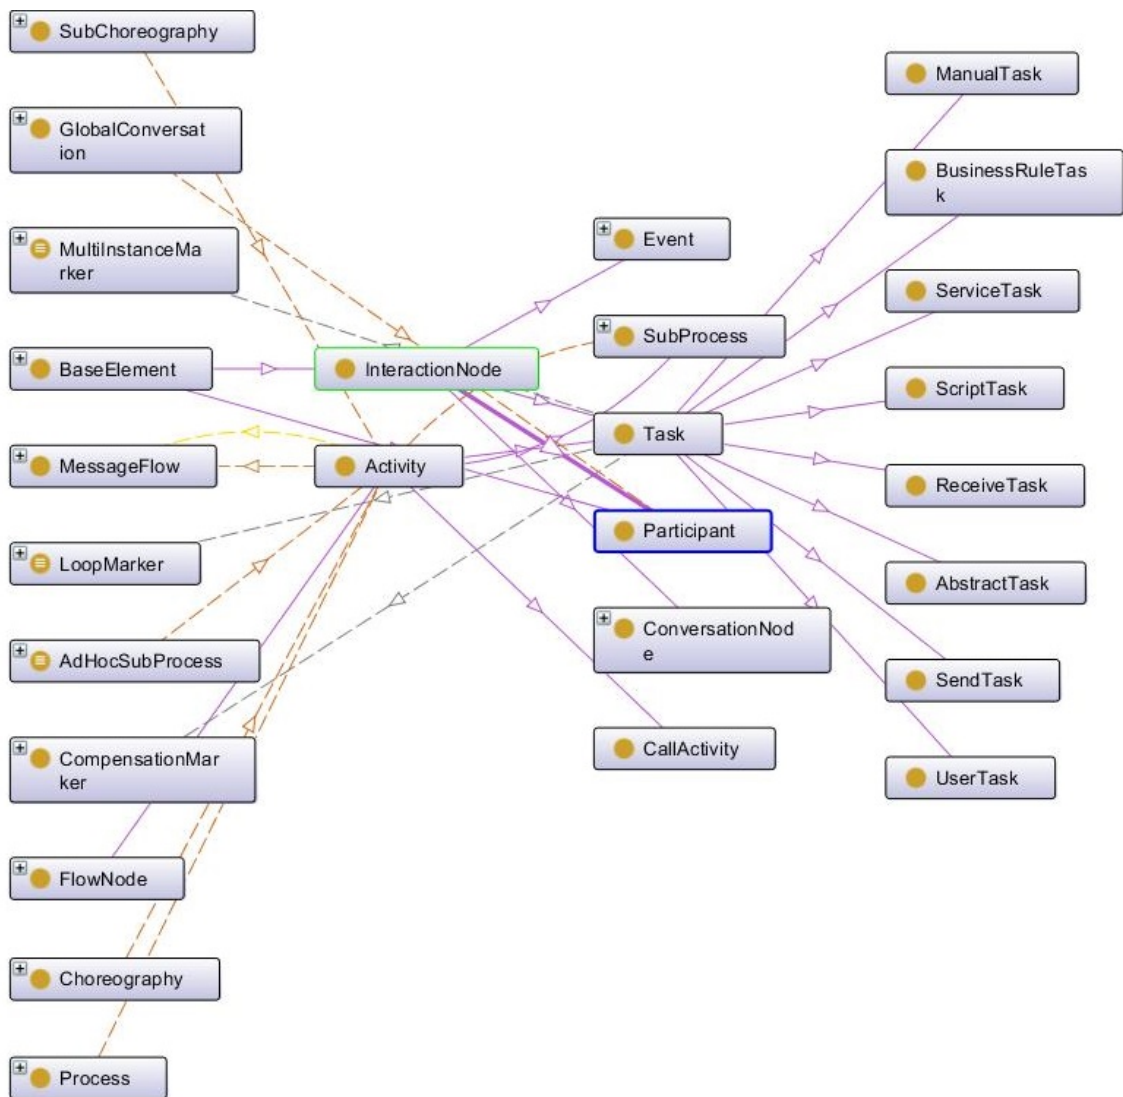 SubChoreography
GlobalConversat
ion
MultiInstanceMa
rker
BaseElement
MessageFlow
LoopMarker
AdHocSubProcess
CompensationMar
ker
FlowNode
Choreography
Process
InteractionNode
Activity
Event
SubProcess
Task
Participant
ConversationNod
e
CallActivity
ManualTask
BusinessRuleTas
k
ServiceTask
ScriptTask
ReceiveTask
AbstractTask
SendTask
UserTask